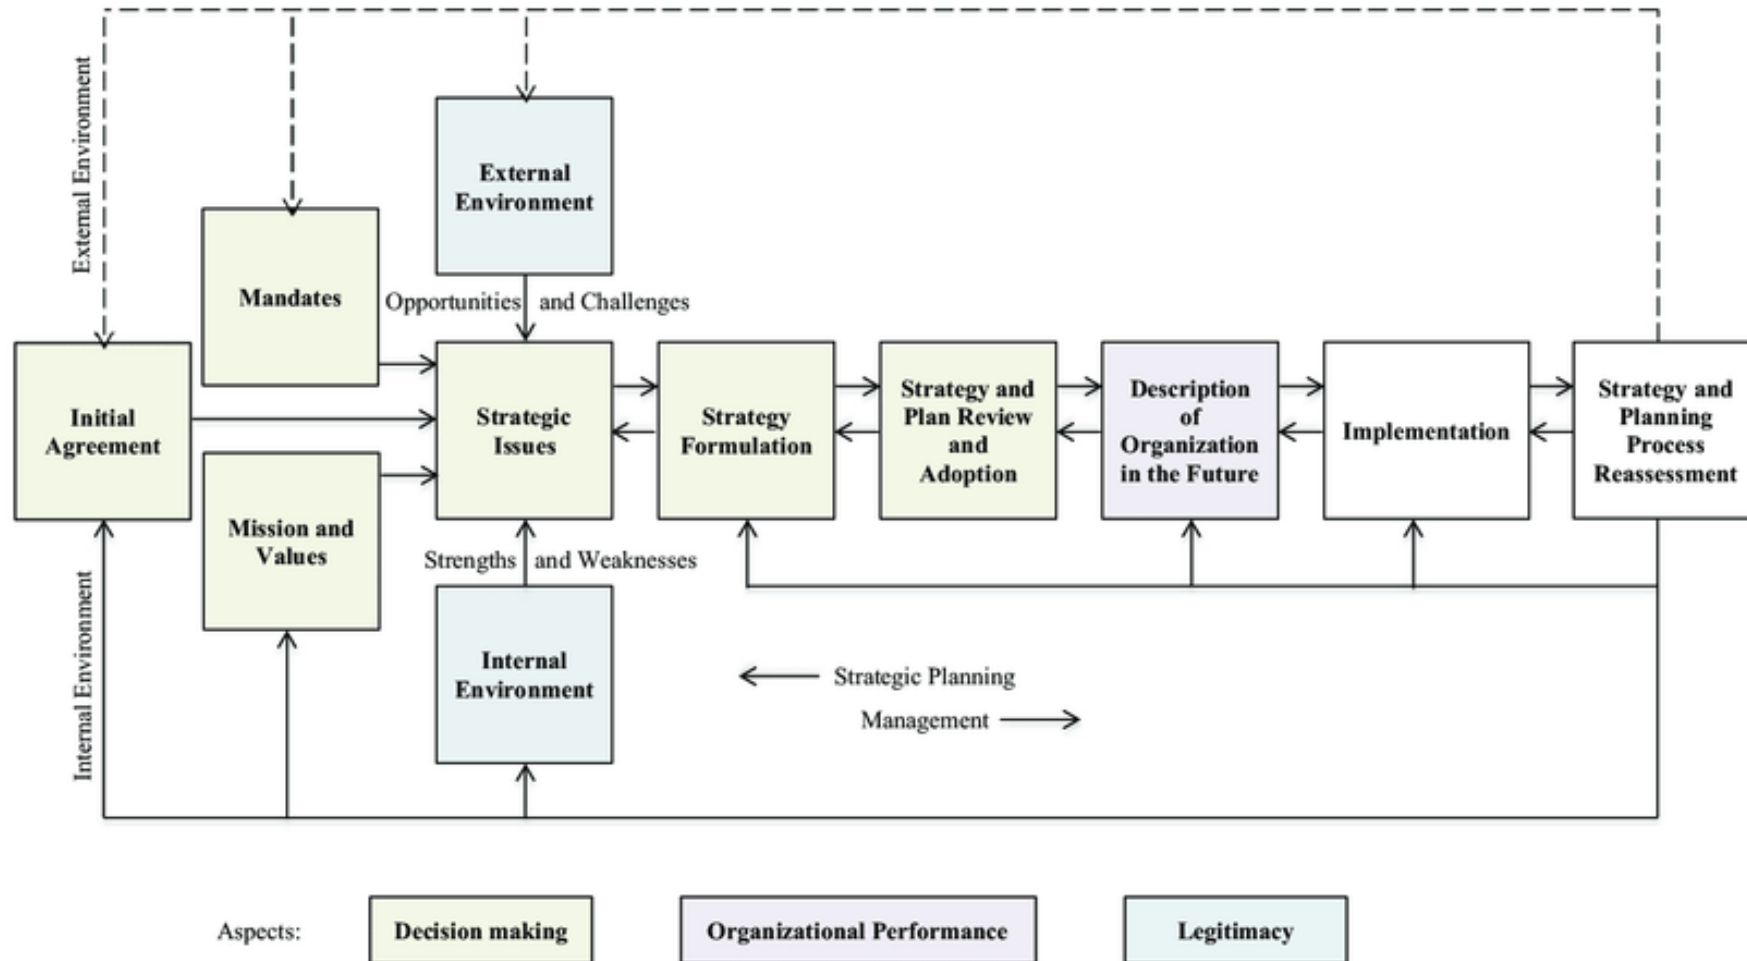 External Environment
External
Environment
Mandates
Opportunities and Challenges
Initial
Agreement
Strategic
Issues
Strategy
Formulation
Strategy and
Plan Review
and
Adoption
Description
of
Organization
in the Future
Implementation
Strategy and
Planning
Process
Reassessment
Mission and
Values
Strengths and Weaknesses
Internal Environment
Internal
Environment
Strategic Planning
Management
Aspects:
Decision making
Organizational Performance
Legitimacy